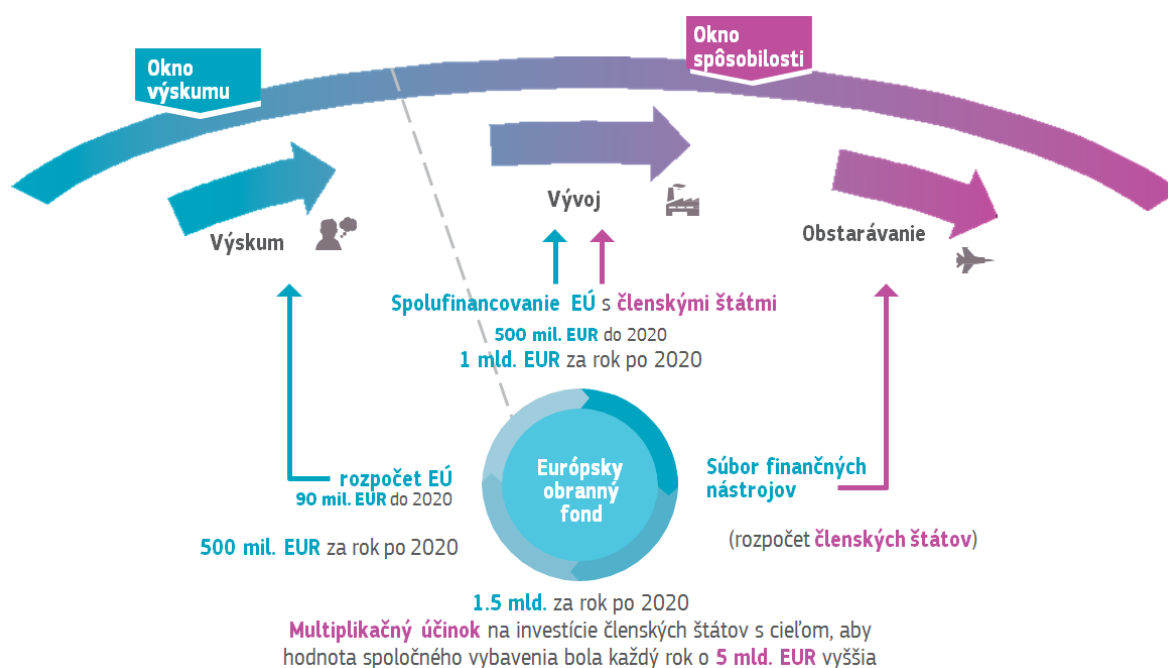 Okno
výskumu
Okno
spôsobilosti
Výskum
Vývoj
Obstarávanie
Spolufinancovanie EÚ s členskými štátmi
500 mil. EUR do 2020
1 mld. EUR za rok po 2020
rozpočet EÚ
90 mil. EUR do 2020
500 mil. EUR za rok po 2020
Európsky
obranný
fond
Súbor finančných
nástrojov
(rozpočet členských štátov)
1.5 mld. za rok po 2020
Multiplikačný účinok na investície členských štátov s cieľom, aby
hodnota spoločného vybavenia bola každý rok o 5 mld. EUR vyššia